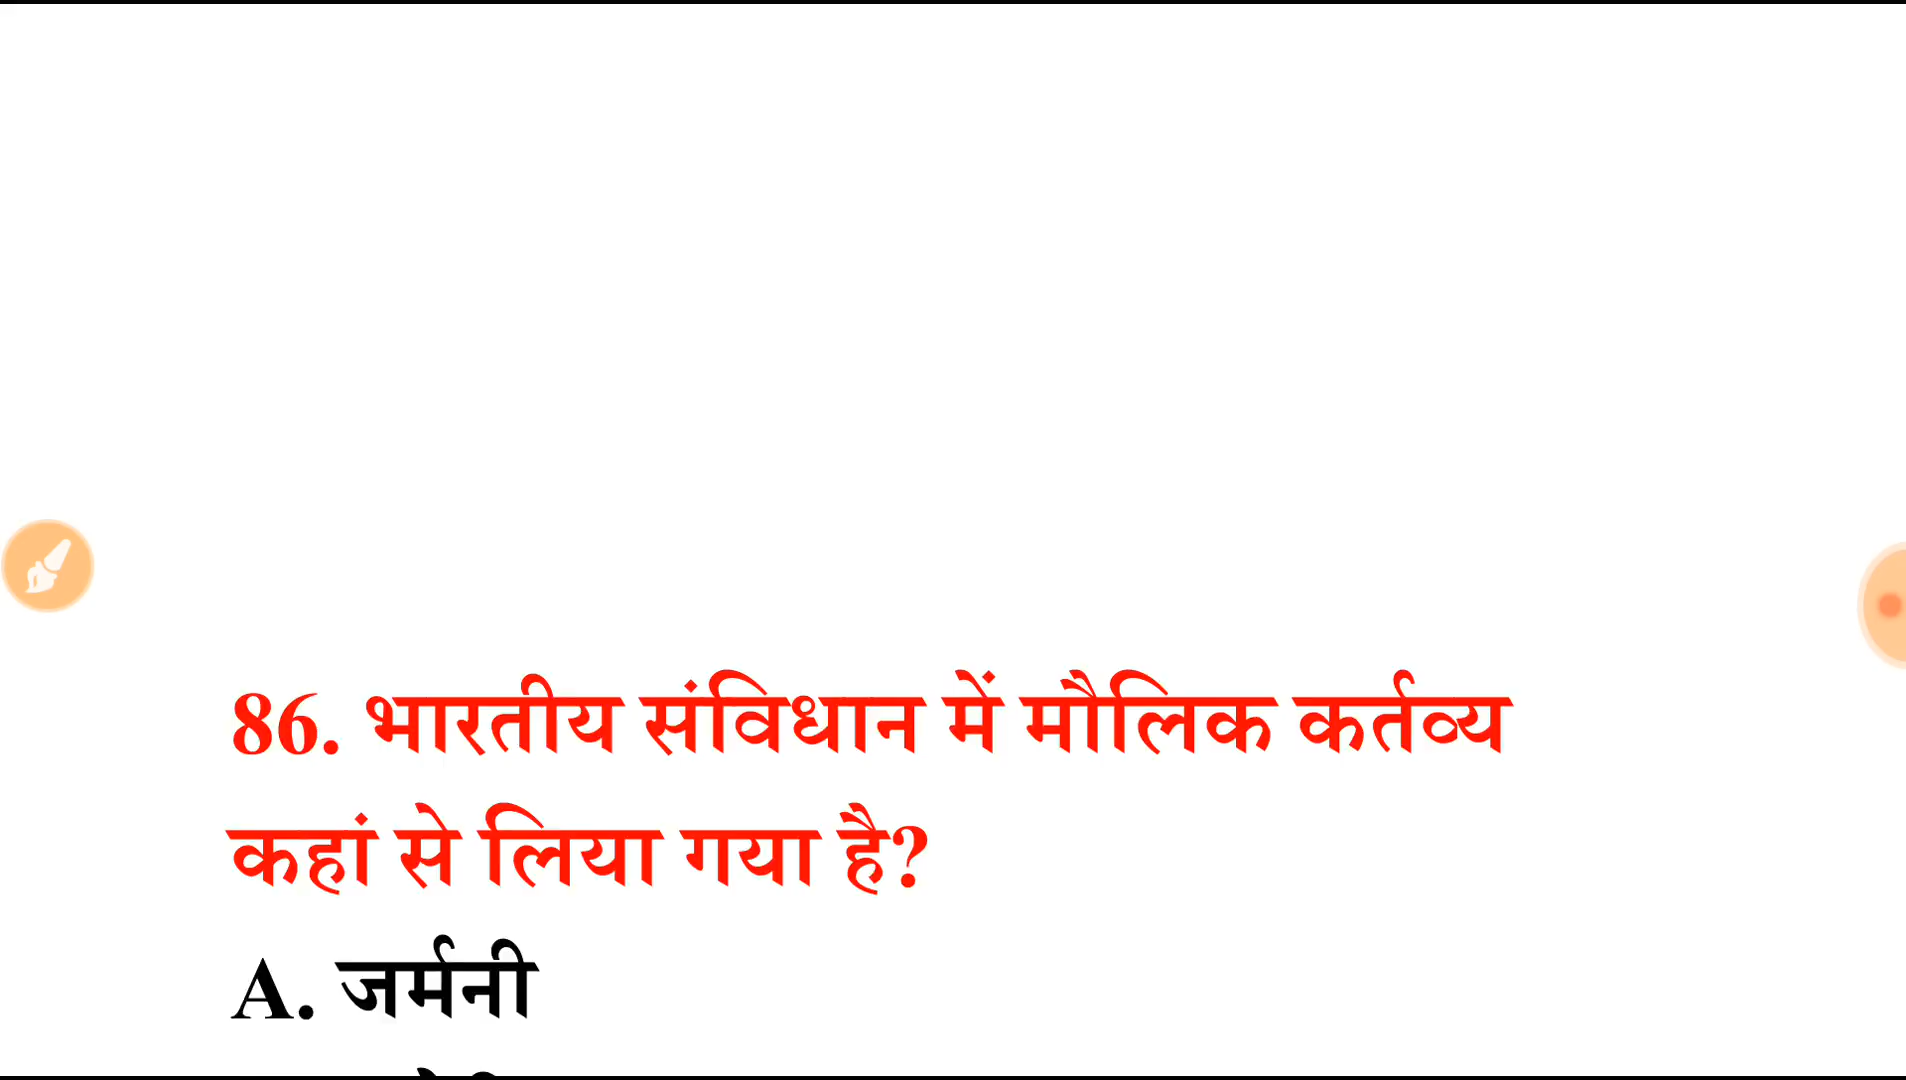 86. भारतीय संविधान में मौलिक कर्तव्य
कहां से लिया गया है?
A. जर्मनी